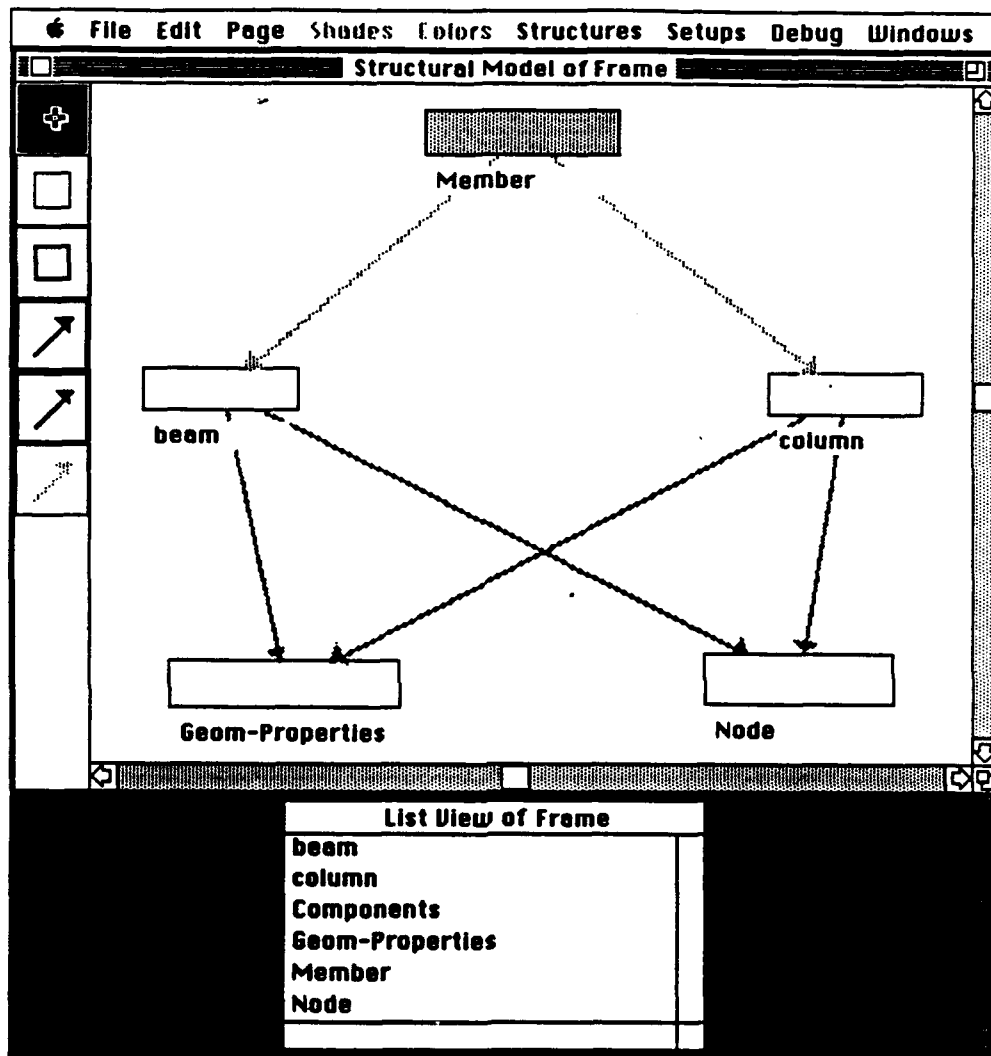 File Edit Page Shades Colors Structures Setups Debug Windows
Structural Model of Frame
Member
beam
column
Geom-Properties
Node
List View of Frame
beam
column
Components
Geom-Properties
Member
Node